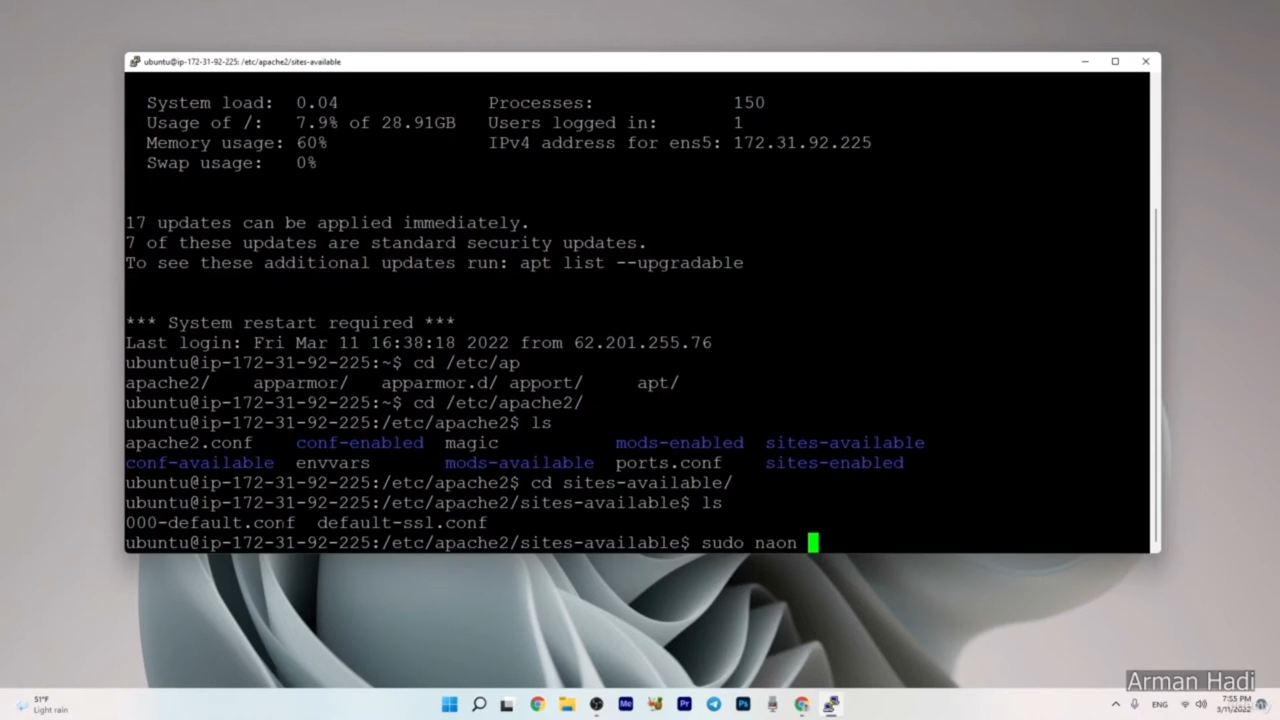 ubuntu@ip-172-31-92-225: /etc/apache2/sites-available
System load: 0.04 Processes: 150
Usage of /: 7.9% of 28.91GB Users logged in: 1
Memory usage: 60% IPv4 address for ens5: 172.31.92.225
Swap usage: 0%
17 updates can be applied immediately.
7 of these updates are standard security updates.
To see these additional updates run: apt list --upgradable
*** System restart required ***
Last login: Fri Mar 11 16:38:18 2022 from 62.201.255.76
ubuntu@ip-172-31-92-225:~$ cd /etc/ap
apache2/ apparmor/ apparmor.d/ apport/ apt/
ubuntu@ip-172-31-92-225:~$ cd /etc/apache2/
ubuntu@ip-172-31-92-225:/etc/apache2$ ls
apache2.conf conf-enabled magic mods-enabled sites-available
conf-available envvars mods-available ports.conf sites-enabled
ubuntu@ip-172-31-92-225:/etc/apache2$ cd sites-available/
ubuntu@ip-172-31-92-225:/etc/apache2/sites-available$ ls
000-default.conf default-ssl.conf
ubuntu@ip-172-31-92-225:/etc/apache2/sites-available$ sudo naon
Arman Hadi
51°F
Light rain
Me
Pr
Ps
ENG
7:55 PM
3/11/2022